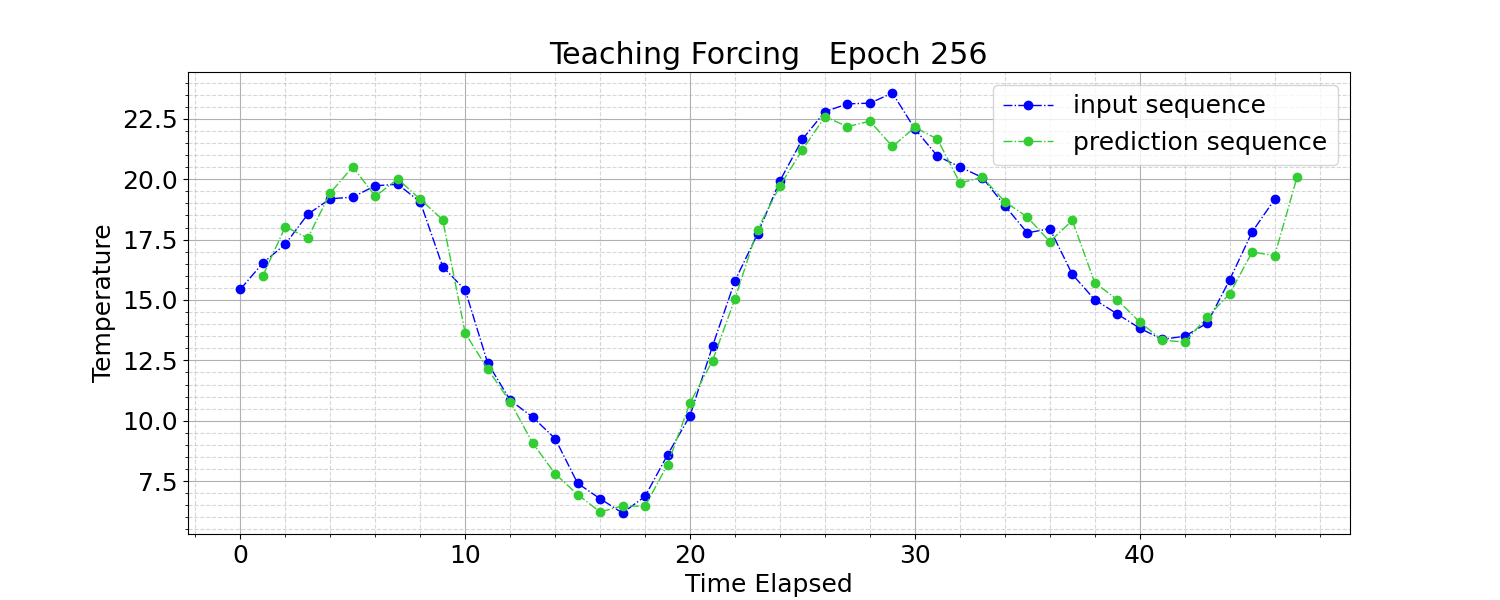 Teaching Forcing   Epoch 256
input sequence
prediction sequence
Temperature
22.5
20.0
17.5
15.0
12.5
10.0
7.5
0 10 20 30 40
Time Elapsed